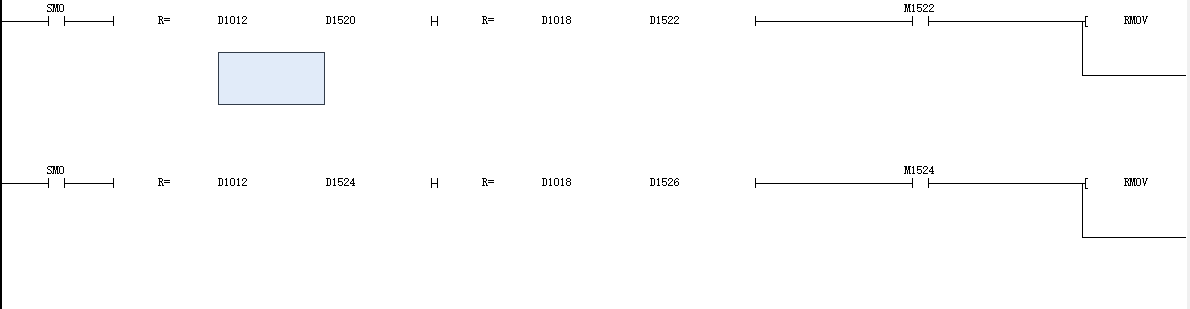 SM0 M1522
R= D1012 D1520 R= D1018 D1522 RMOV
SM0 M1524
R= D1012 D1524 R= D1018 D1526 RMOV